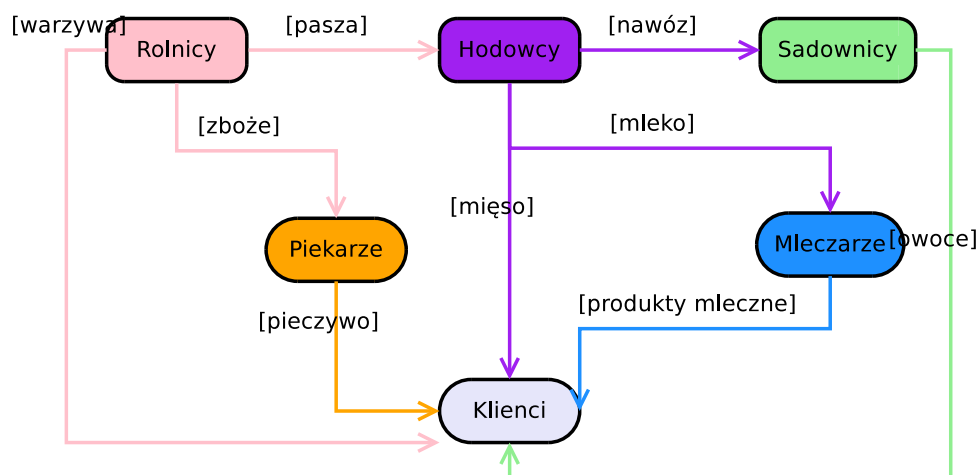 [warzywa]
Rolnicy
[pasza]
Hodowcy
[nawóz]
Sadownicy
[zboże]
[mleko]
[mięso]
Piekarze
Mleczarze
[owoce]
[pieczywo]
[produkty mleczne]
Klienci